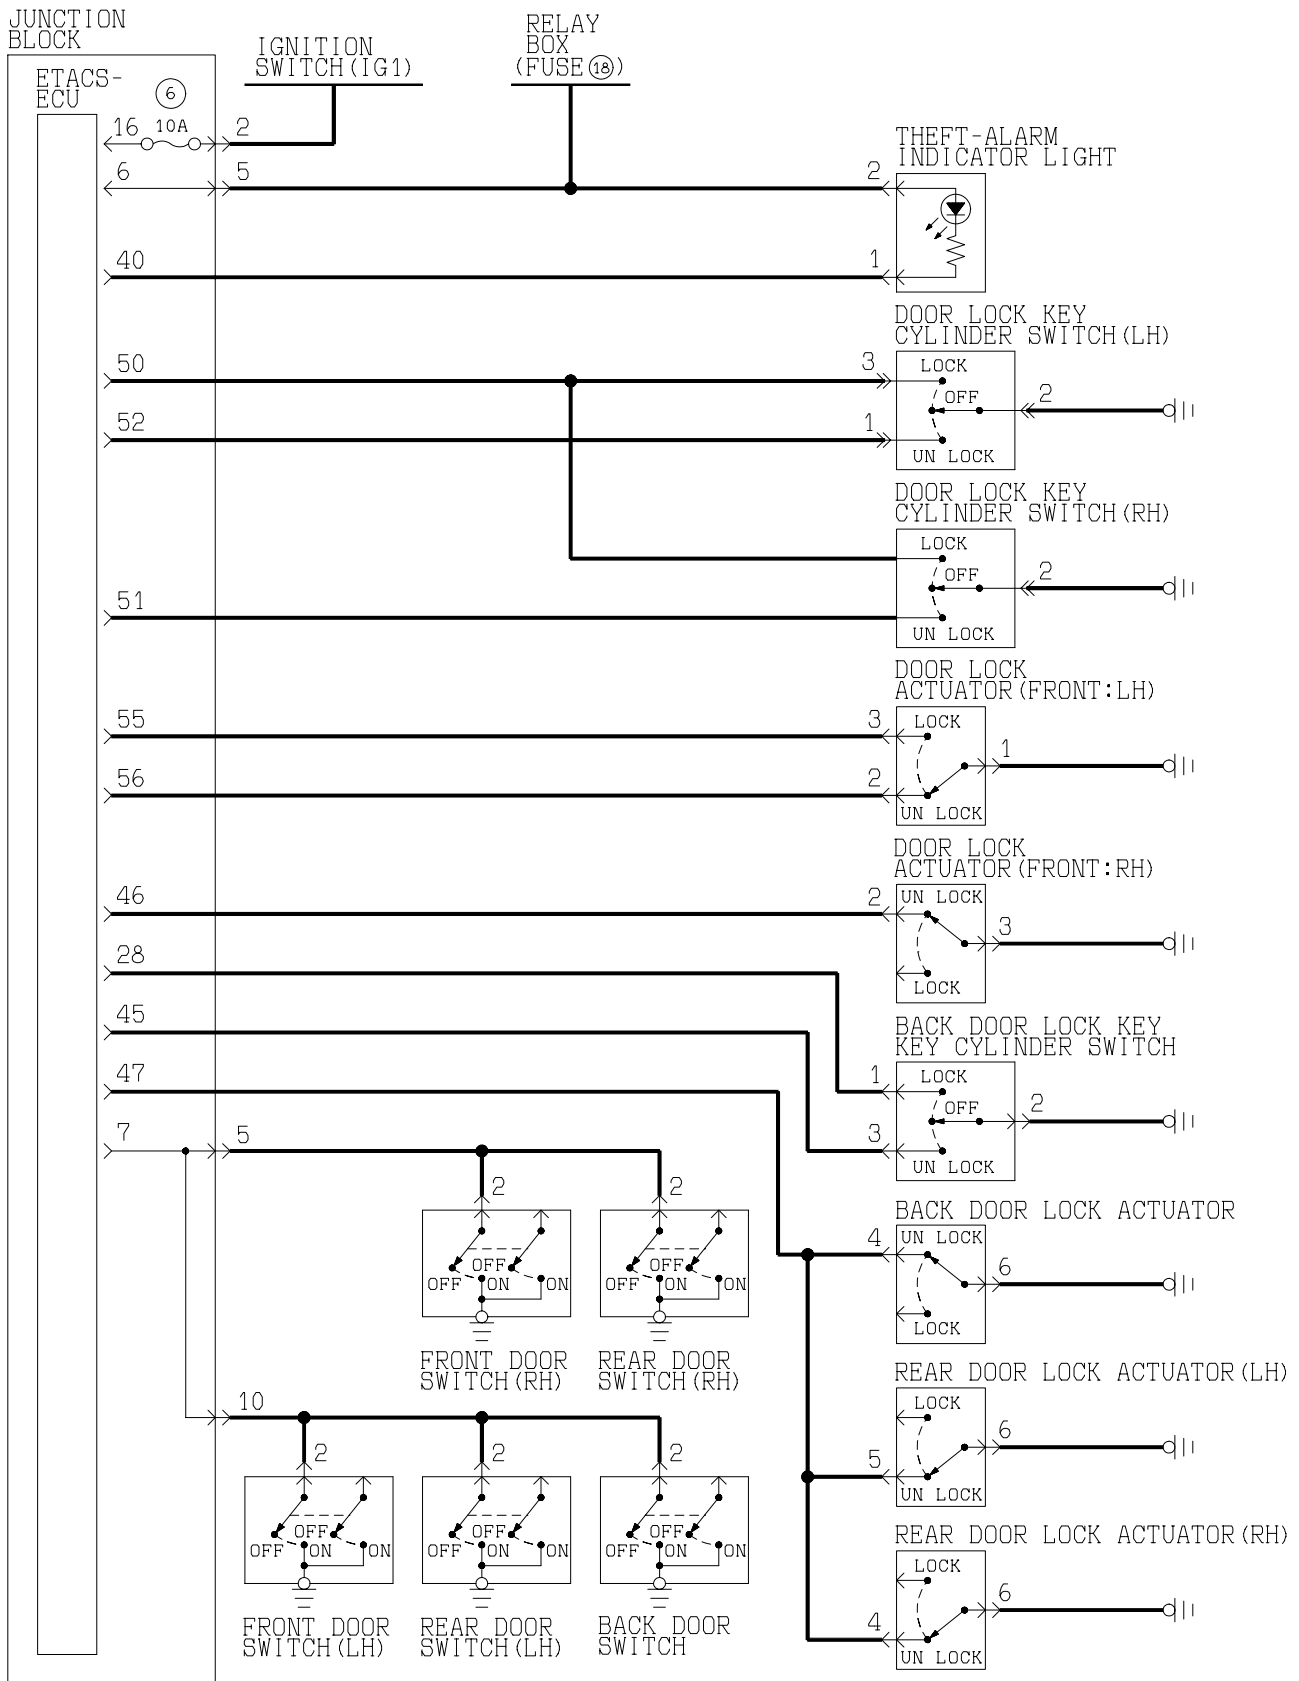 JUNCTION
BLOCK
ETACS-
ECU
6
10A
IGNITION
SWITCH(IG1)
RELAY
BOX
(FUSE⑱)
16
2
6
5
2
THEFT-ALARM
INDICATOR LIGHT
40
1
DOOR LOCK KEY
CYLINDER SWITCH(LH)
50
3
LOCK
OFF
2
52
1
UN LOCK
DOOR LOCK KEY
CYLINDER SWITCH(RH)
LOCK
OFF
2
51
UN LOCK
DOOR LOCK
ACTUATOR(FRONT:LH)
55
3
LOCK
1
56
2
UN LOCK
DOOR LOCK
ACTUATOR(FRONT:RH)
46
2
UN LOCK
3
28
LOCK
45
BACK DOOR LOCK KEY
KEY CYLINDER SWITCH
47
1
LOCK
OFF
2
7
5
3
UN LOCK
2
2
OFF
OFF
ON
ON
OFF
OFF
ON
ON
FRONT DOOR
SWITCH(RH)
REAR DOOR
SWITCH(RH)
BACK DOOR LOCK ACTUATOR
4
UN LOCK
6
LOCK
REAR DOOR LOCK ACTUATOR(LH)
LOCK
6
5
UN LOCK
10
2
2
2
OFF
OFF
ON
ON
OFF
OFF
ON
ON
OFF
OFF
ON
ON
FRONT DOOR
SWITCH(LH)
REAR DOOR
SWITCH(LH)
BACK DOOR
SWITCH
REAR DOOR LOCK ACTUATOR(RH)
LOCK
6
4
UN LOCK